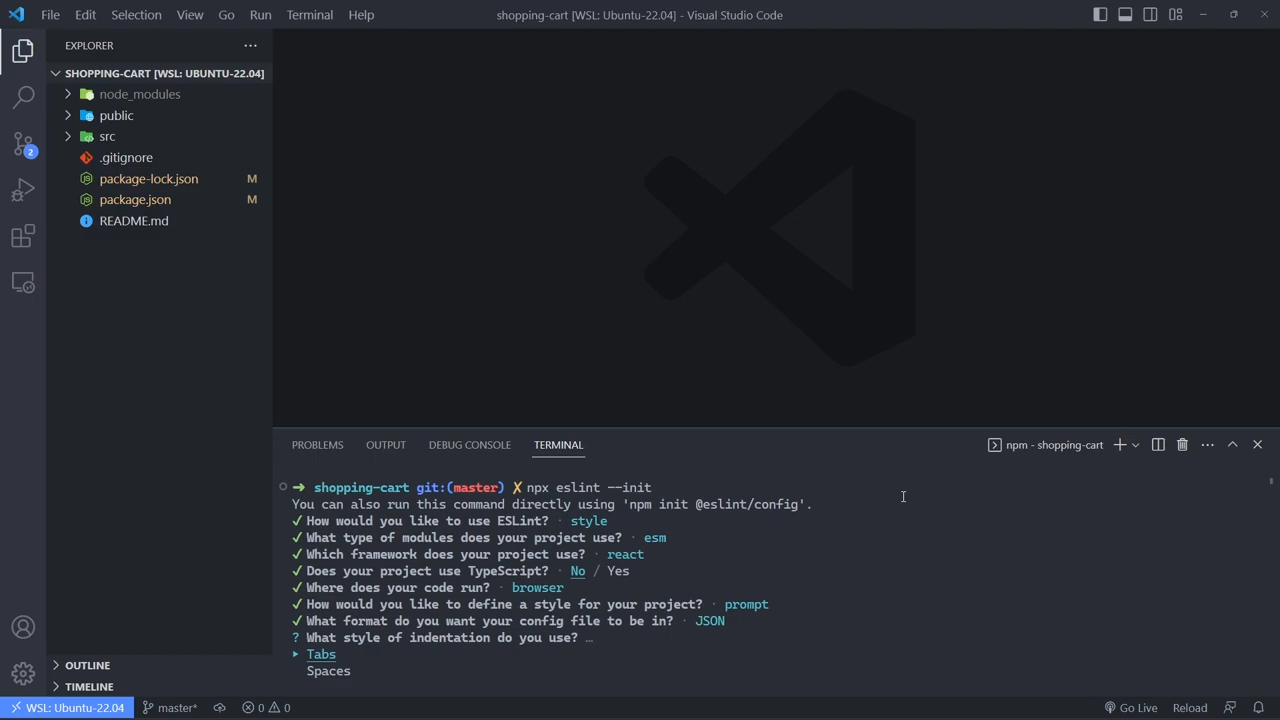 File Edit Selection View Go Run Terminal Help
shopping-cart [WSL: Ubuntu-22.04] - Visual Studio Code
EXPLORER
SHOPPING-CART [WSL: UBUNTU-22.04]
node_modules
public
src
.gitignore
package-lock.json M
package.json M
README.md
2
OUTLINE
TIMELINE
PROBLEMS OUTPUT DEBUG CONSOLE TERMINAL
npm - shopping-cart
➜ shopping-cart git:(master) ✗ npx eslint --init
You can also run this command directly using 'npm init @eslint/config'.
✓ How would you like to use ESLint? · style
✓ What type of modules does your project use? · esm
✓ Which framework does your project use? · react
✓ Does your project use TypeScript? · No / Yes
✓ Where does your code run? · browser
✓ How would you like to define a style for your project? · prompt
✓ What format do you want your config file to be in? · JSON
? What style of indentation do you use? …
▸ Tabs
Spaces
WSL: Ubuntu-22.04 master* 0 0 Go Live Reload